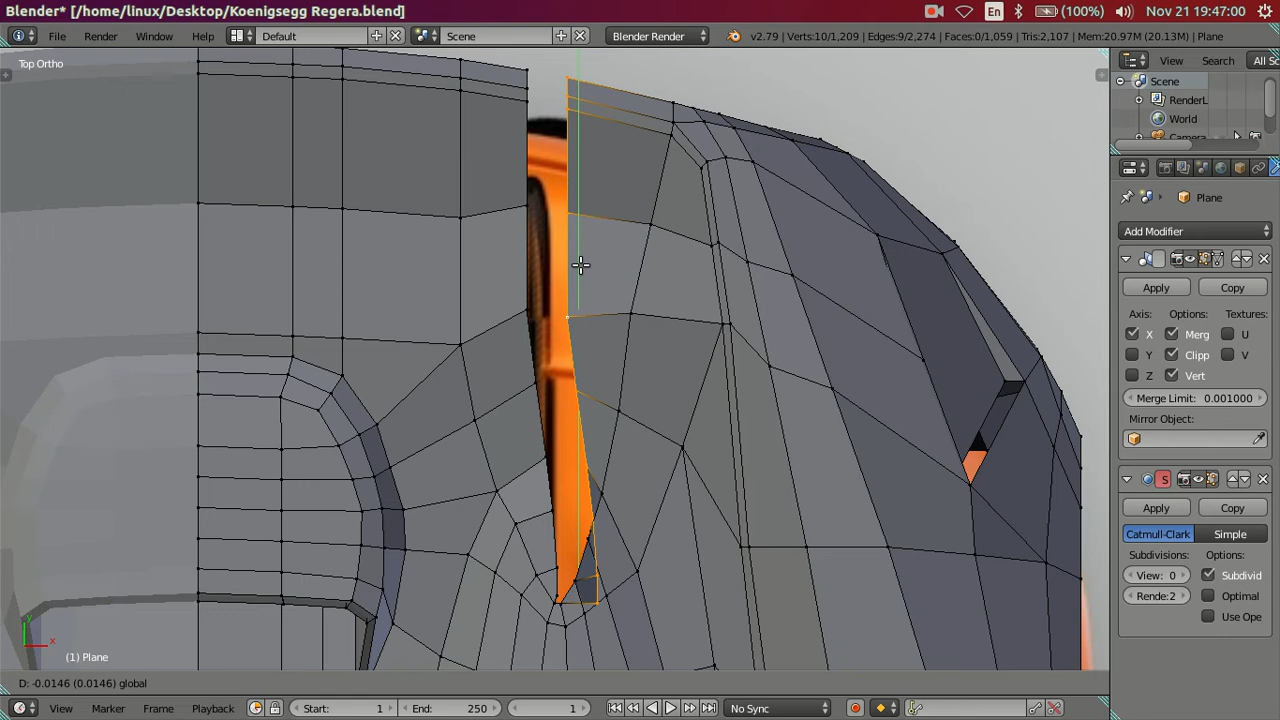 Blender* [/home/linux/Desktop/Koenigsegg Regera.blend]
En
(100%)
Nov 21 19:47:00
File
Render
Window
Help
Default
Scene
Blender Render
v2.79 | Verts:10/1,209 | Edges:9/2,274 | Faces:0/1,059 | Tris:2,107 | Mem:20.97M (20.13M) | Plane
Top Ortho
View
Search
All Sc
Scene
RenderL
World
Camera
Plane
Add Modifier
Apply
Copy
Axis:
Options:
Textures:
X
Merg
U
Y
Clipp
V
Z
Vert
Merge Limit: 0.001000
Mirror Object:
S
Apply
Copy
Catmull-Clark
Simple
Subdivisions:
Options:
View: 0
Subdivid
Rende:2
Optimal
Use Ope
y
x
(1) Plane
D: -0.0146 (0.0146) global
View
Marker
Frame
Playback
Start: 1
End: 250
1
No Sync